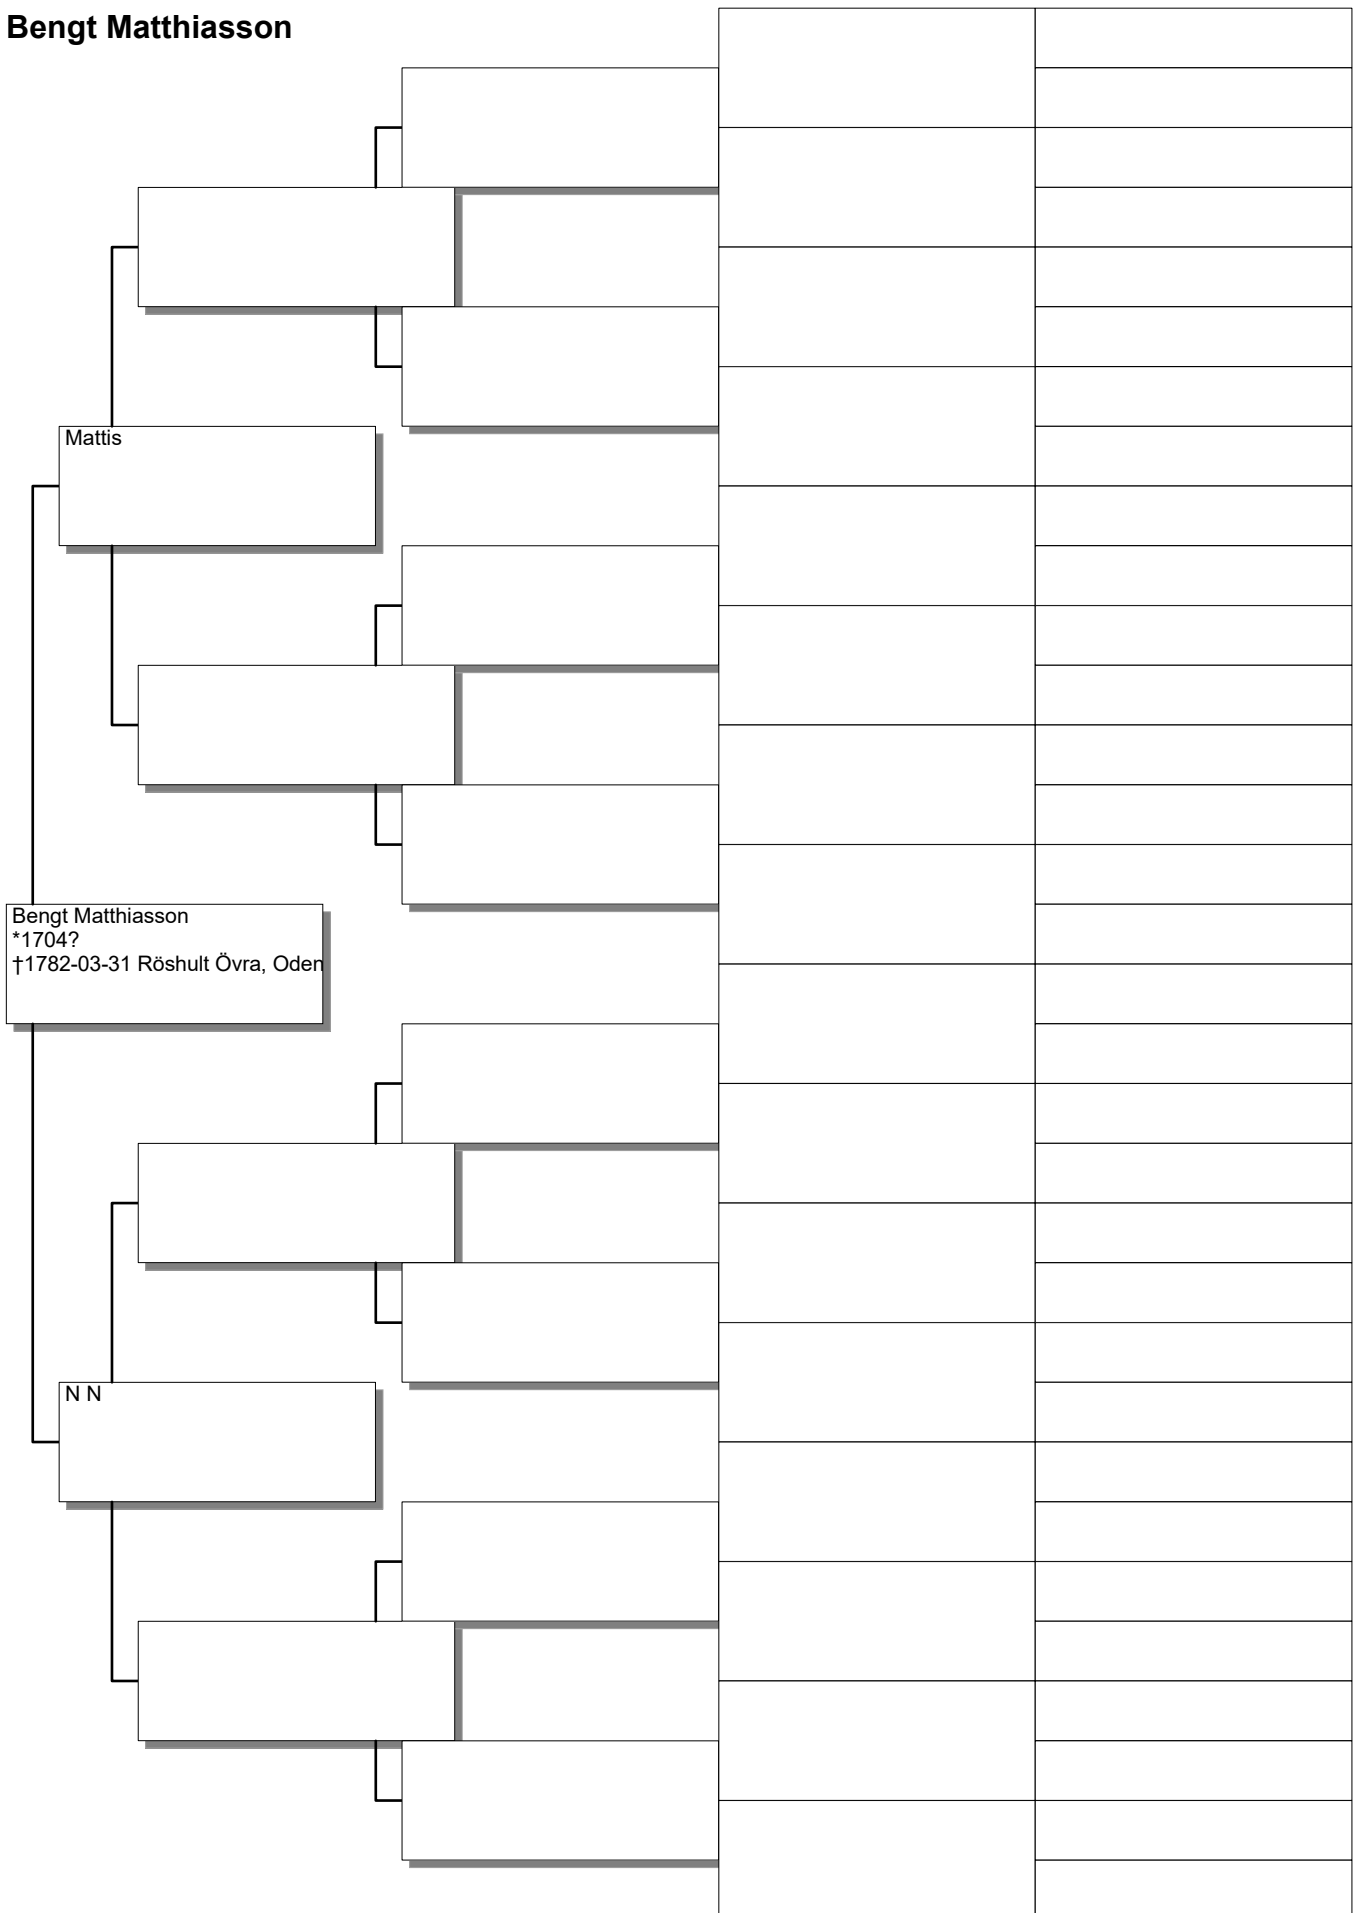 Bengt Matthiasson
Mattis
Bengt Matthiasson
*1704?
†1782-03-31 Röshult Övra, Oden
N N